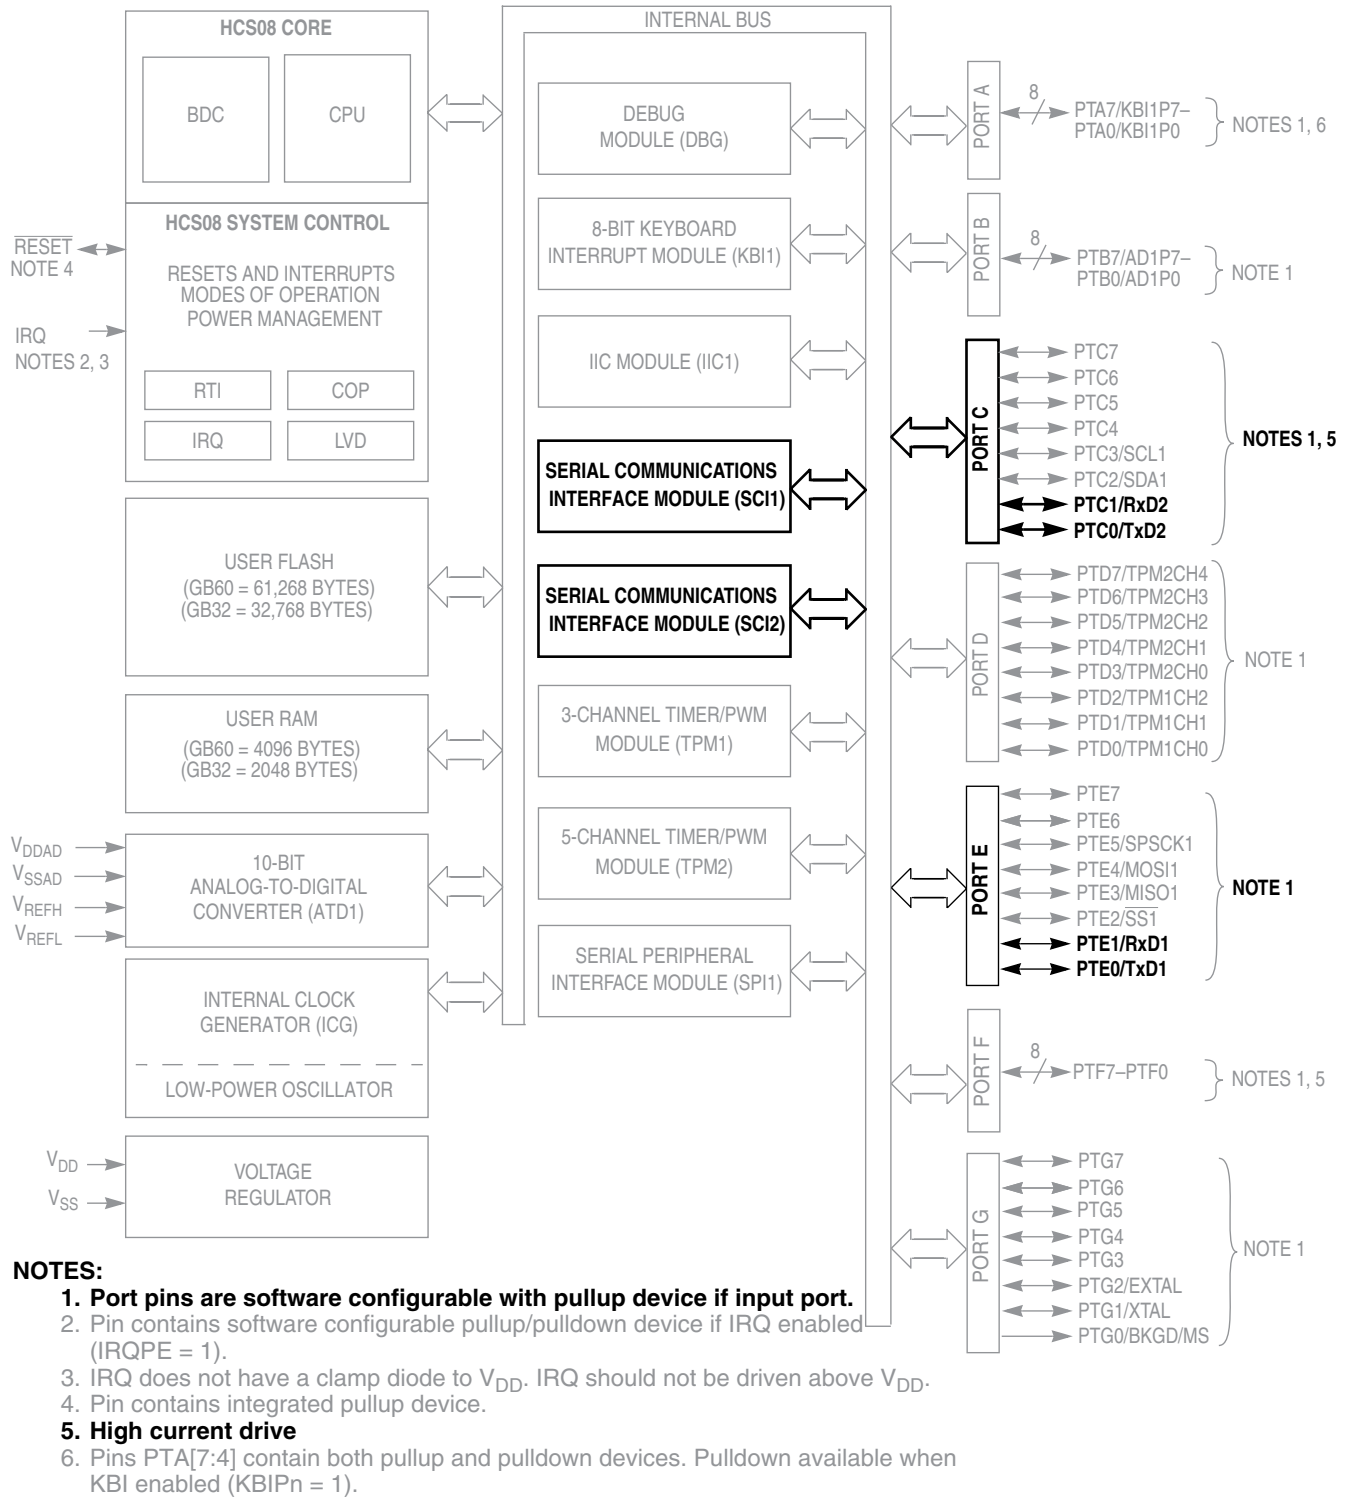 HCS08 CORE
BDC
CPU
HCS08 SYSTEM CONTROL
RESETS AND INTERRUPTS
MODES OF OPERATION
POWER MANAGEMENT
RTI
COP
IRQ
LVD
RESET
NOTE 4
IRQ
NOTES 2, 3
USER FLASH
(GB60 = 61,268 BYTES)
(GB32 = 32,768 BYTES)
USER RAM
(GB60 = 4096 BYTES)
(GB32 = 2048 BYTES)
VDDAD
VSSAD
VREFH
VREFL
10-BIT
ANALOG-TO-DIGITAL
CONVERTER (ATD1)
INTERNAL CLOCK
GENERATOR (ICG)
LOW-POWER OSCILLATOR
VDD
VSS
VOLTAGE
REGULATOR
INTERNAL BUS
DEBUG
MODULE (DBG)
8-BIT KEYBOARD
INTERRUPT MODULE (KBI1)
IIC MODULE (IIC1)
SERIAL COMMUNICATIONS
INTERFACE MODULE (SCI1)
SERIAL COMMUNICATIONS
INTERFACE MODULE (SCI2)
3-CHANNEL TIMER/PWM
MODULE (TPM1)
5-CHANNEL TIMER/PWM
MODULE (TPM2)
SERIAL PERIPHERAL
INTERFACE MODULE (SPI1)
PORT A
8
PTA7/KBI1P7–
PTA0/KBI1P0
NOTES 1, 6
PORT B
8
PTB7/AD1P7–
PTB0/AD1P0
NOTE 1
PORT C
PTC7
PTC6
PTC5
PTC4
PTC3/SCL1
PTC2/SDA1
PTC1/RxD2
PTC0/TxD2
NOTES 1, 5
PORT D
PTD7/TPM2CH4
PTD6/TPM2CH3
PTD5/TPM2CH2
PTD4/TPM2CH1
PTD3/TPM2CH0
PTD2/TPM1CH2
PTD1/TPM1CH1
PTD0/TPM1CH0
NOTE 1
PORT E
PTE7
PTE6
PTE5/SPSCK1
PTE4/MOSI1
PTE3/MISO1
PTE2/SS1
PTE1/RxD1
PTE0/TxD1
NOTE 1
PORT F
8
PTF7–PTF0
NOTES 1, 5
PORT G
PTG7
PTG6
PTG5
PTG4
PTG3
PTG2/EXTAL
PTG1/XTAL
PTG0/BKGD/MS
NOTE 1
NOTES:
1. Port pins are software configurable with pullup device if input port.
2. Pin contains software configurable pullup/pulldown device if IRQ enabled
(IRQPE = 1).
3. IRQ does not have a clamp diode to VDD. IRQ should not be driven above VDD.
4. Pin contains integrated pullup device.
5. High current drive
6. Pins PTA[7:4] contain both pullup and pulldown devices. Pulldown available when
KBI enabled (KBIPn = 1).